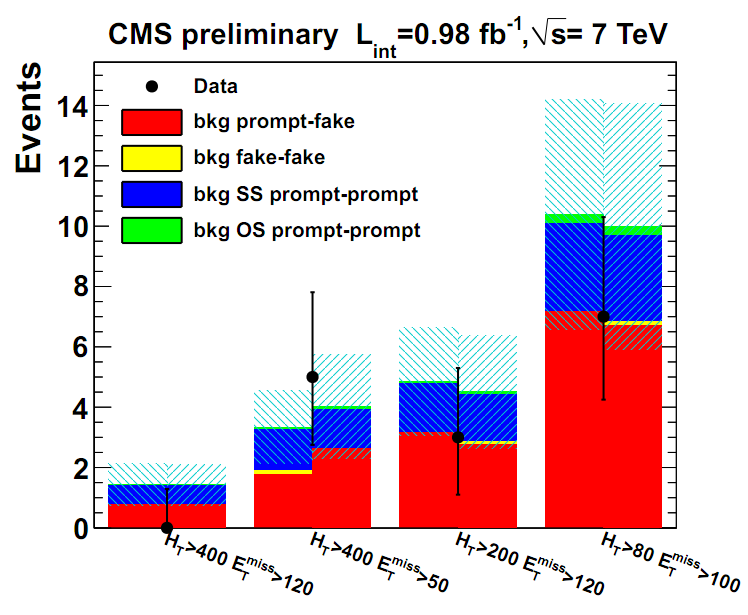 CMS preliminary L_int=0.98 fb^-1,√s= 7 TeV
Events
14
12
10
8
6
4
2
0
Data
bkg prompt-fake
bkg fake-fake
bkg SS prompt-prompt
bkg OS prompt-prompt
H_T>400 E_T^miss>120
H_T>400 E_T^miss>50
H_T>200 E_T^miss>120
H_T>80 E_T^miss>100